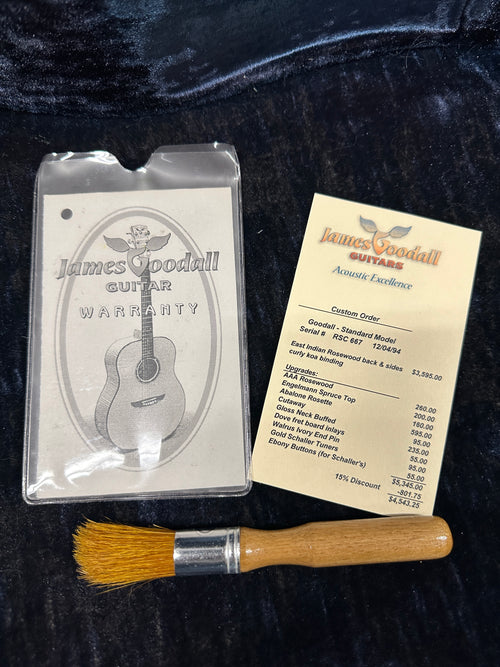 James Goodall
GUITAR
WARRANTY
James Goodall
GUITARS
Acoustic Excellence
Custom Order
Goodall - Standard Model
Serial # RSC 667 12/04/94
East Indian Rosewood back & sides $3,595.00
curly koa binding
Upgrades:
AAA Rosewood 260.00
Engelmann Spruce Top 200.00
Abalone Rosette 160.00
Cutaway 595.00
Gloss Neck Buffed 95.00
Dove fret board inlays 235.00
Walrus Ivory End Pin 55.00
Gold Schaller Tuners 95.00
Ebony Buttons (for Schaller's) 55.00
$5,345.00
15% Discount -801.75
$4,543.25